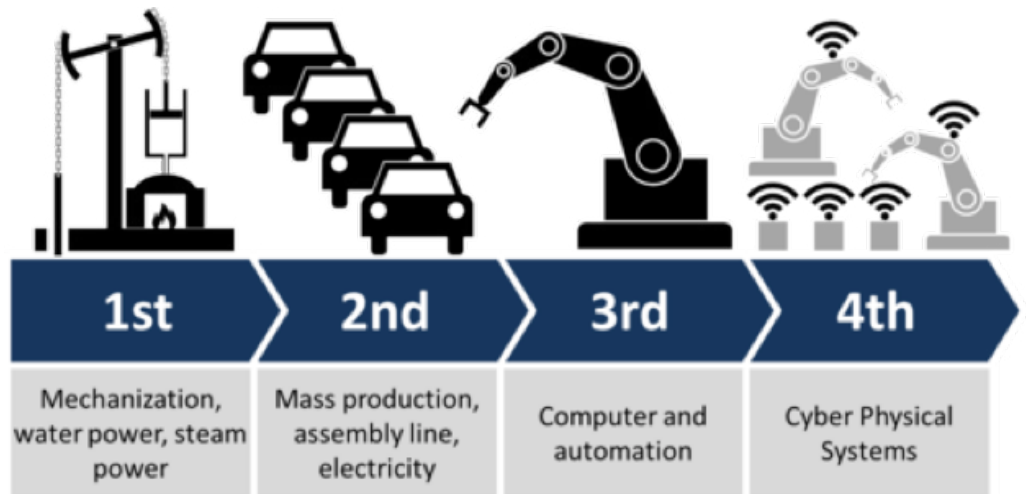 1st
2nd
3rd
4th
Mechanization,
water power, steam
power
Mass production,
assembly line,
electricity
Computer and
automation
Cyber Physical
Systems